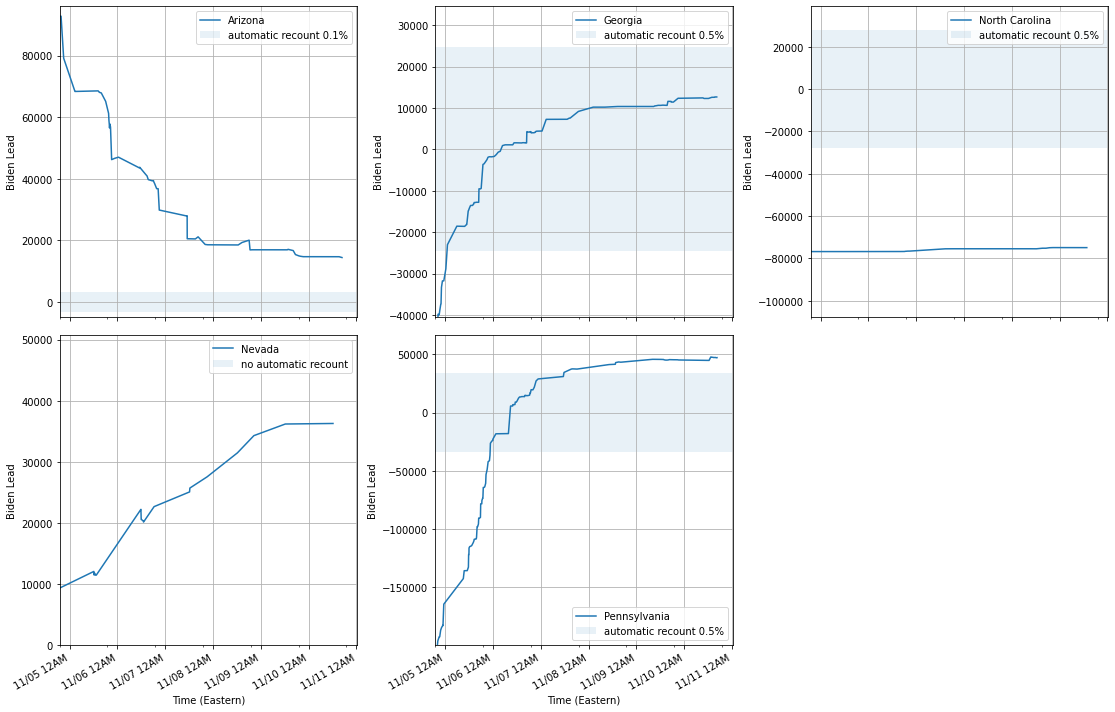 Arizona
automatic recount 0.1%
80000
60000
40000
20000
0
Biden Lead
Georgia
automatic recount 0.5%
30000
20000
10000
0
−10000
−20000
−30000
−40000
Biden Lead
North Carolina
automatic recount 0.5%
20000
0
−20000
−40000
−60000
−80000
−100000
Biden Lead
Nevada
no automatic recount
50000
40000
30000
20000
10000
0
Biden Lead
11/05 12AM
11/06 12AM
11/07 12AM
11/08 12AM
11/09 12AM
11/10 12AM
11/11 12AM
Time (Eastern)
50000
0
−50000
−100000
−150000
Biden Lead
Pennsylvania
automatic recount 0.5%
11/05 12AM
11/06 12AM
11/07 12AM
11/08 12AM
11/09 12AM
11/10 12AM
11/11 12AM
Time (Eastern)